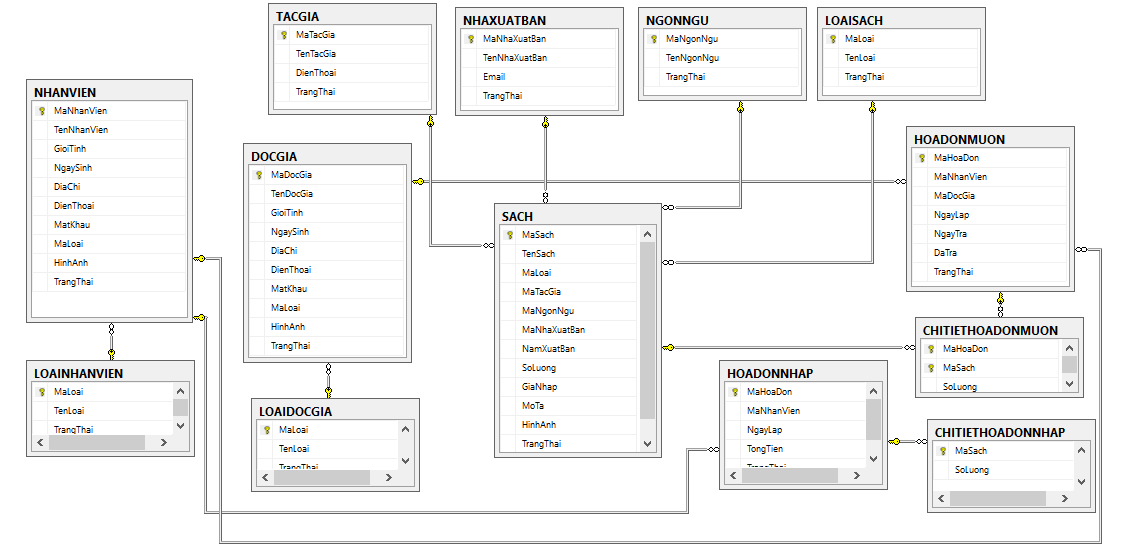 TACGIA
MaTacGia
TenTacGia
DienThoai
TrangThai
NHAXUATBAN
MaNhaXuatBan
TenNhaXuatBan
Email
TrangThai
NGONNGU
MaNgonNgu
TenNgonNgu
TrangThai
LOAISACH
MaLoai
TenLoai
TrangThai
NHANVIEN
MaNhanVien
TenNhanVien
GioiTinh
NgaySinh
DiaChi
DienThoai
MatKhau
MaLoai
HinhAnh
TrangThai
DOCGIA
MaDocGia
TenDocGia
GioiTinh
NgaySinh
DiaChi
DienThoai
MatKhau
MaLoai
HinhAnh
TrangThai
SACH
MaSach
TenSach
MaLoai
MaTacGia
MaNgonNgu
MaNhaXuatBan
NamXuatBan
SoLuong
GiaNhap
MoTa
HinhAnh
TrangThai
HOADONMUON
MaHoaDon
MaNhanVien
MaDocGia
NgayLap
NgayTra
DaTra
TrangThai
CHITIETHOADONMUON
MaHoaDon
MaSach
SoLuong
LOAINHANVIEN
MaLoai
TenLoai
TrangThai
LOAIDOCGIA
MaLoai
TenLoai
TrangThai
HOADONNHAP
MaHoaDon
MaNhanVien
NgayLap
TongTien
TrangThai
CHITIETHOADONNHAP
MaSach
SoLuong